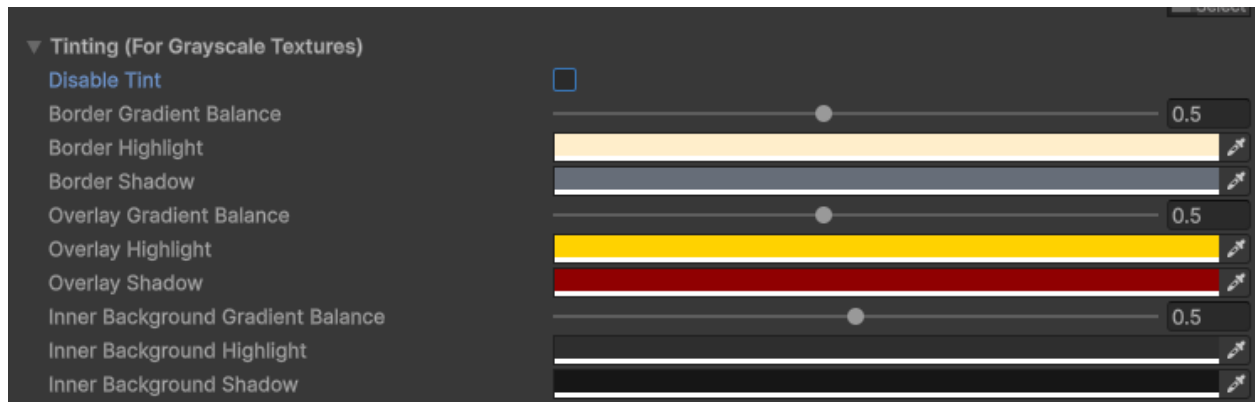 Select
Tinting (For Grayscale Textures)
Disable Tint
Border Gradient Balance 0.5
Border Highlight
Border Shadow
Overlay Gradient Balance 0.5
Overlay Highlight
Overlay Shadow
Inner Background Gradient Balance 0.5
Inner Background Highlight
Inner Background Shadow